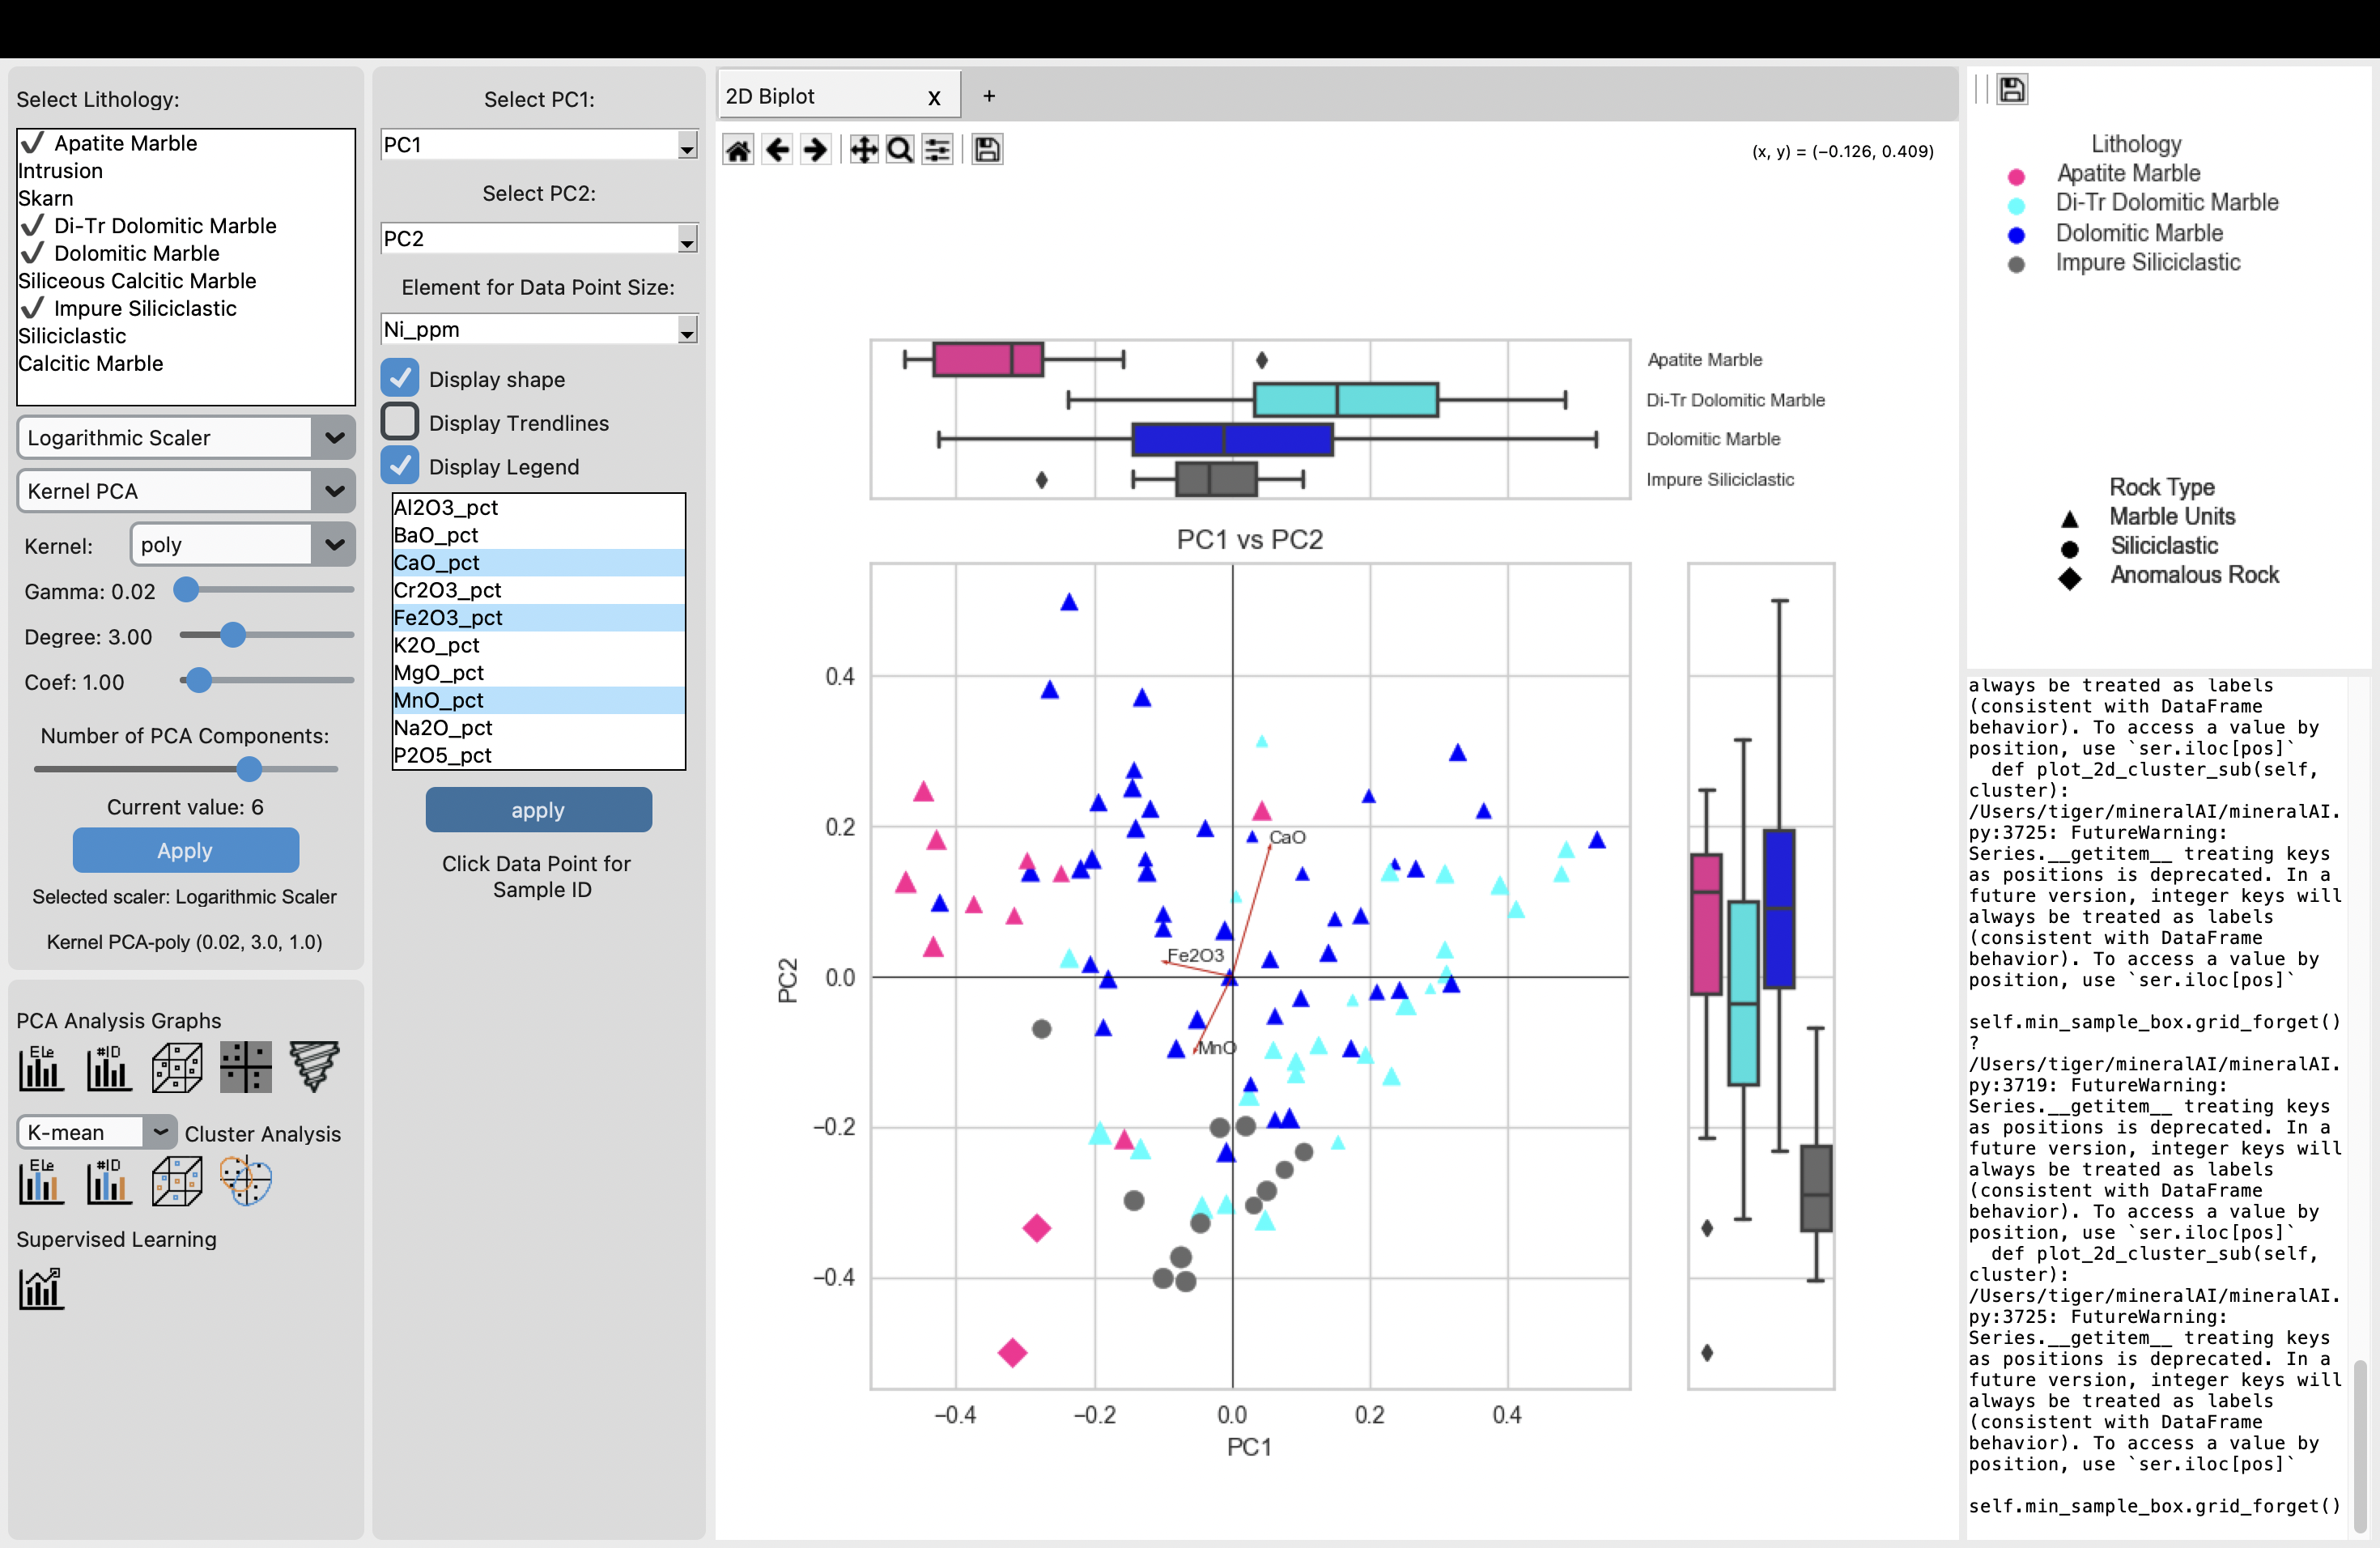 Select Lithology:
Apatite Marble
Intrusion
Skarn
Di-Tr Dolomitic Marble
Dolomitic Marble
Siliceous Calcitic Marble
Impure Siliciclastic
Siliciclastic
Calcitic Marble
Logarithmic Scaler
Kernel PCA
Kernel: poly
Gamma: 0.02
Degree: 3.00
Coef: 1.00
Number of PCA Components:
Current value: 6
Apply
Selected scaler: Logarithmic Scaler
Kernel PCA-poly (0.02, 3.0, 1.0)
PCA Analysis Graphs
ELe #ID
K-mean Cluster Analysis
ELe #ID
Supervised Learning
Select PC1:
PC1
Select PC2:
PC2
Element for Data Point Size:
Ni_ppm
Display shape
Display Trendlines
Display Legend
Al2O3_pct
BaO_pct
CaO_pct
Cr2O3_pct
Fe2O3_pct
K2O_pct
MgO_pct
MnO_pct
Na2O_pct
P2O5_pct
apply
Click Data Point for
Sample ID
2D Biplot x +
(x, y) = (−0.126, 0.409)
Apatite Marble
Di-Tr Dolomitic Marble
Dolomitic Marble
Impure Siliciclastic
PC1 vs PC2
0.4
0.2
0.0
−0.2
−0.4
PC2
CaO
Fe2O3
MnO
−0.4 −0.2 0.0 0.2 0.4
PC1
Lithology
Apatite Marble
Di-Tr Dolomitic Marble
Dolomitic Marble
Impure Siliciclastic
Rock Type
Marble Units
Siliciclastic
Anomalous Rock
always be treated as labels
(consistent with DataFrame
behavior). To access a value by
position, use `ser.iloc[pos]`
def plot_2d_cluster_sub(self,
cluster):
/Users/tiger/mineralAI/mineralAI.
py:3725: FutureWarning:
Series.__getitem__ treating keys
as positions is deprecated. In a
future version, integer keys will
always be treated as labels
(consistent with DataFrame
behavior). To access a value by
position, use `ser.iloc[pos]`
self.min_sample_box.grid_forget()
?
/Users/tiger/mineralAI/mineralAI.
py:3719: FutureWarning:
Series.__getitem__ treating keys
as positions is deprecated. In a
future version, integer keys will
always be treated as labels
(consistent with DataFrame
behavior). To access a value by
position, use `ser.iloc[pos]`
def plot_2d_cluster_sub(self,
cluster):
/Users/tiger/mineralAI/mineralAI.
py:3725: FutureWarning:
Series.__getitem__ treating keys
as positions is deprecated. In a
future version, integer keys will
always be treated as labels
(consistent with DataFrame
behavior). To access a value by
position, use `ser.iloc[pos]`
self.min_sample_box.grid_forget()